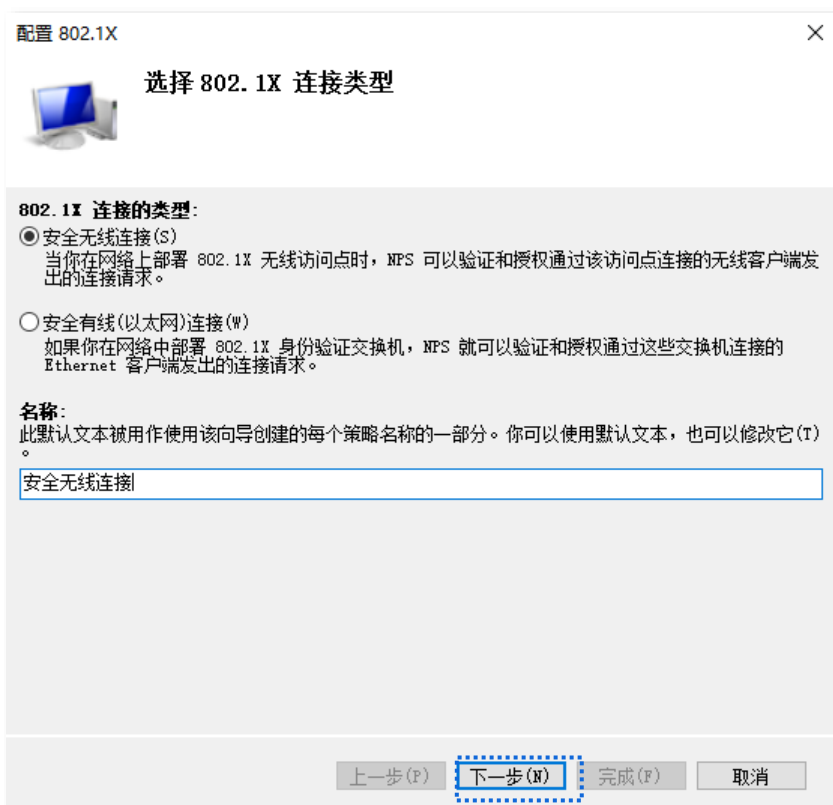 配置 802.1X
选择 802.1X 连接类型
802.1X 连接的类型:
安全无线连接(S)
当你在网络上部署 802.1X 无线访问点时，NPS 可以验证和授权通过该访问点连接的无线客户端发
出的连接请求。
安全有线(以太网)连接(W)
如果你在网络中部署 802.1X 身份验证交换机，NPS 就可以验证和授权通过这些交换机连接的
Ethernet 客户端发出的连接请求。
名称:
此默认文本被用作使用该向导创建的每个策略名称的一部分。你可以使用默认文本，也可以修改它(T)
。
安全无线连接
上一步(P) 下一步(N) 完成(F) 取消